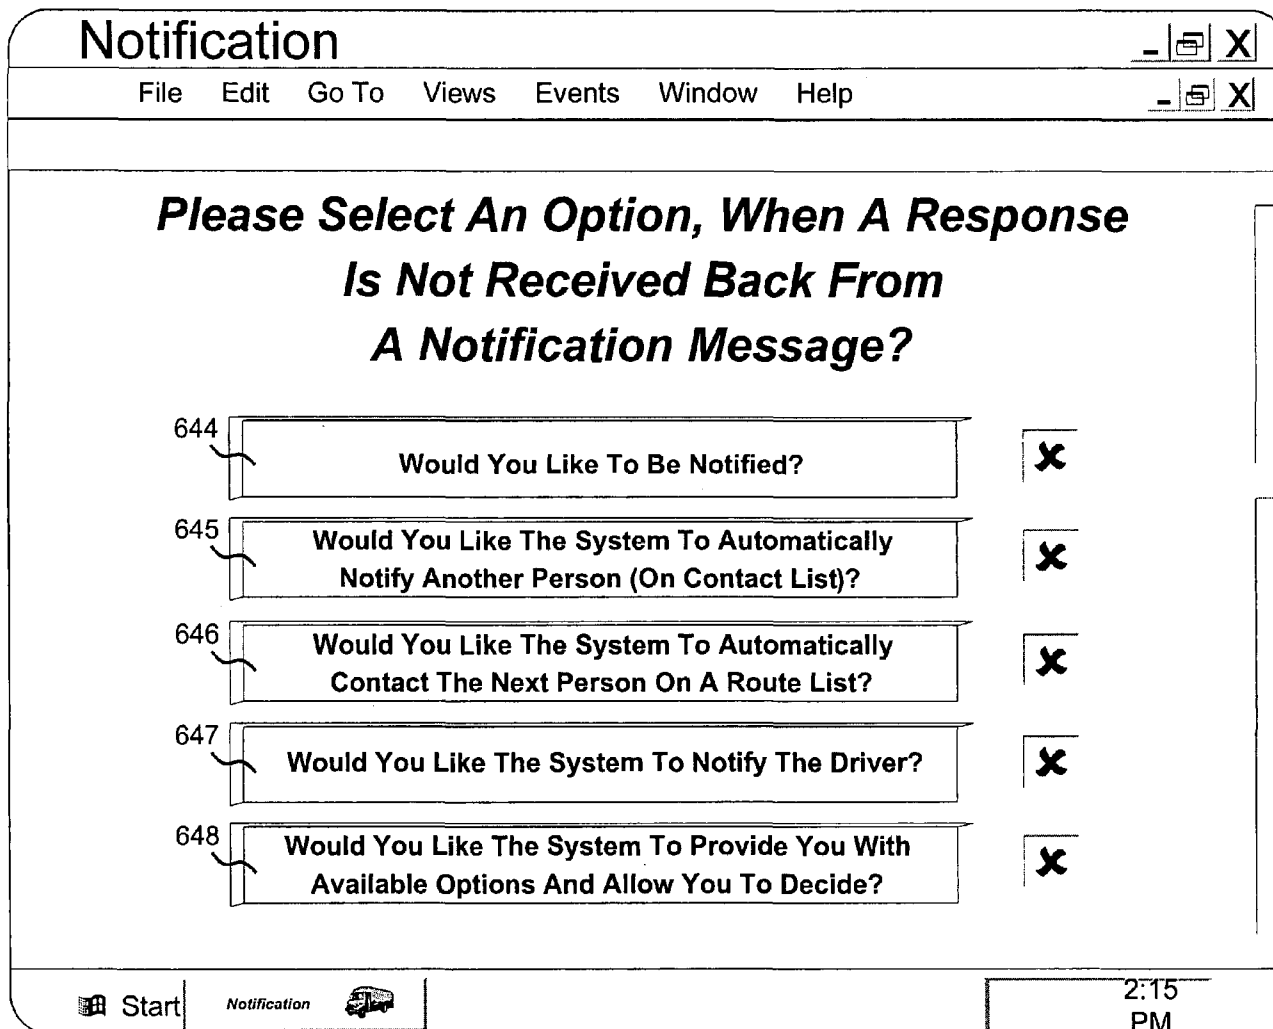 Notification
File Edit Go To Views Events Window Help
Please Select An Option, When A Response
Is Not Received Back From
A Notification Message?
644
Would You Like To Be Notified?
645
Would You Like The System To Automatically
Notify Another Person (On Contact List)?
646
Would You Like The System To Automatically
Contact The Next Person On A Route List?
647
Would You Like The System To Notify The Driver?
648
Would You Like The System To Provide You With
Available Options And Allow You To Decide?
Start Notification 2:15
PM